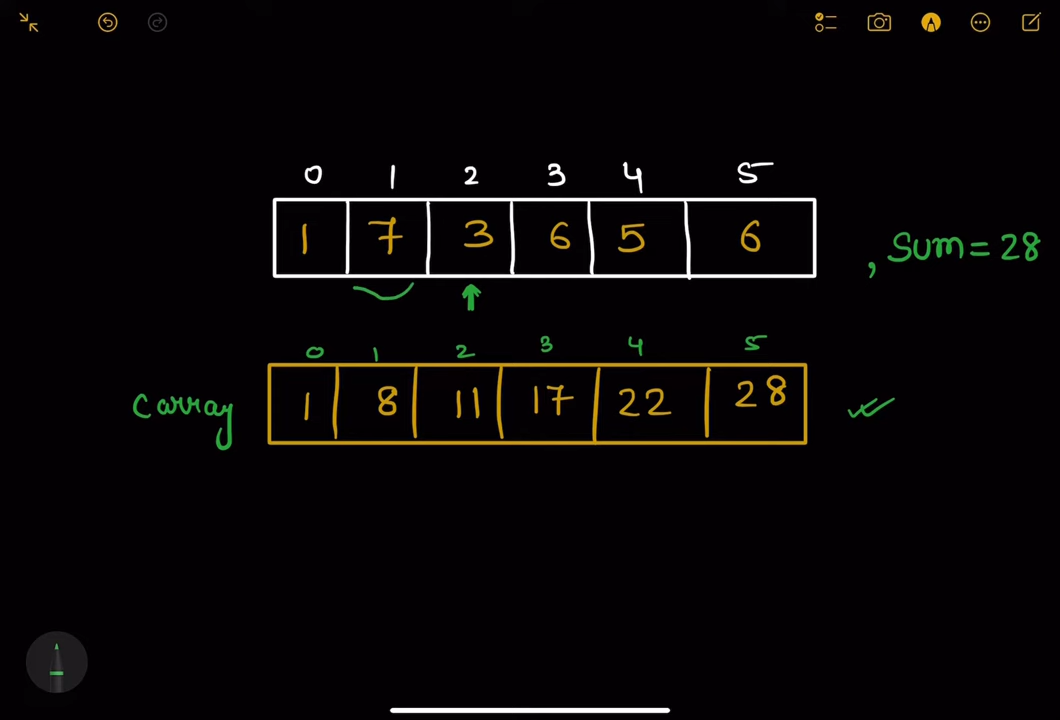 0 1 2 3 4 5
1 7 3 6 5 6 , Sum = 28
0 1 2 3 4 5
Carray 1 8 11 17 22 28